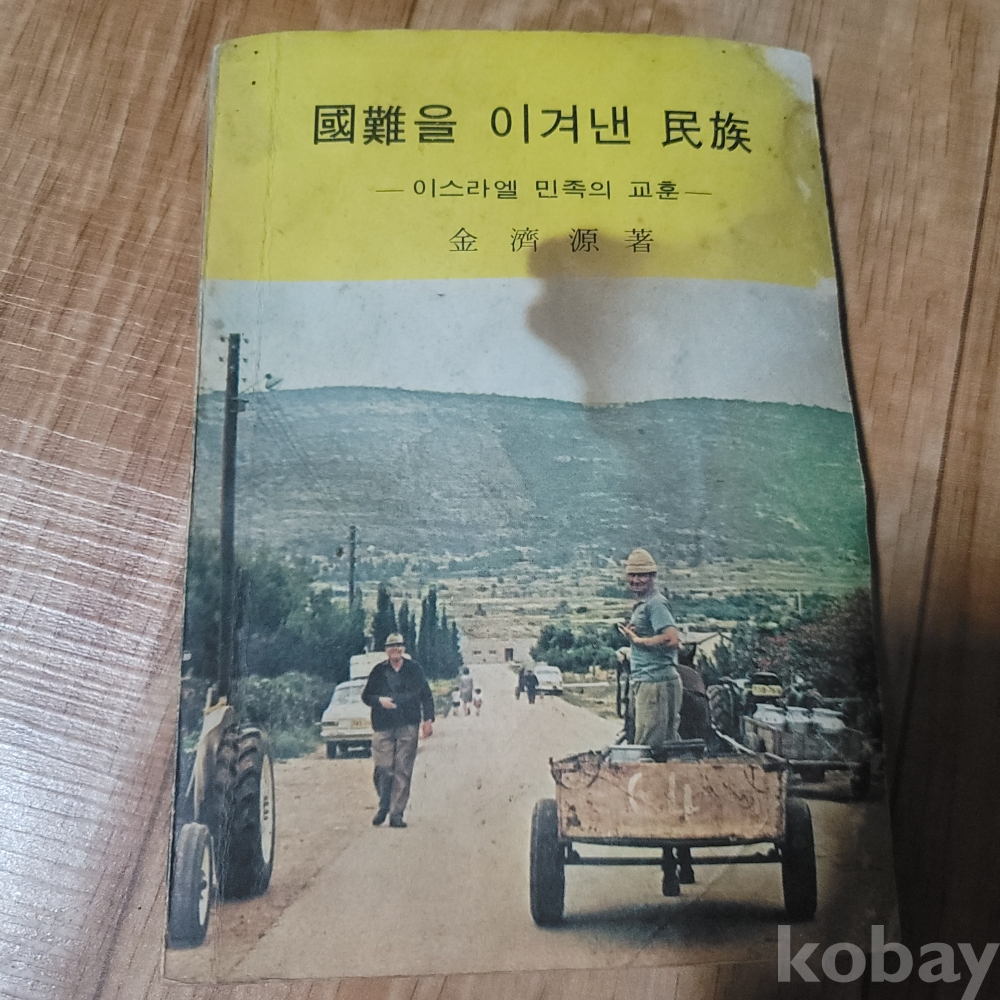 國難을 이겨낸 民族
— 이스라엘 민족의 교훈 —
金濟源著
C4
kobay